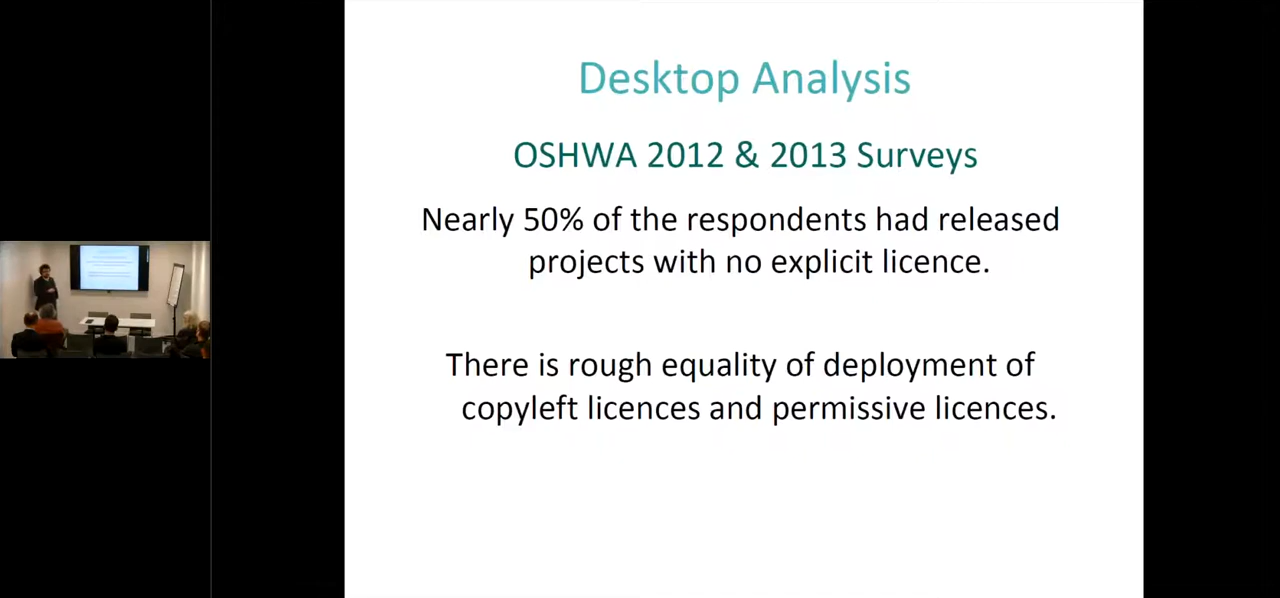 Desktop Analysis
OSHWA 2012 & 2013 Surveys
Nearly 50% of the respondents had released
projects with no explicit licence.
There is rough equality of deployment of
copyleft licences and permissive licences.